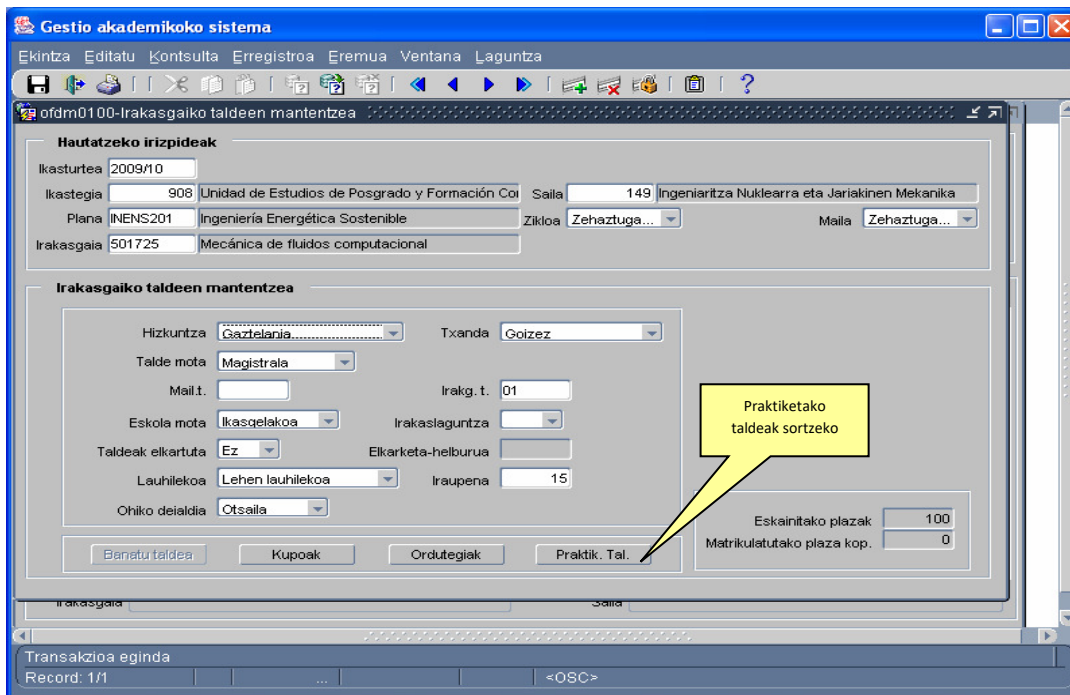 Gestio akademikoko sistema
Ekintza Editatu Kontsulta Erregistroa Eremua Ventana Laguntza
ofdm0100-Irakasgaiko taldeen mantentzea
Hautatzeko irizpideak
Ikasturtea 2009/10
Ikastegia 908 Unidad de Estudios de Posgrado y Formación Co Saila 149 Ingeniaritza Nuklearra eta Jariakinen Mekanika
Plana INENS201 Ingeniería Energética Sostenible Zikloa Zehaztuga... Maila Zehaztuga...
Irakasgaia 501725 Mecánica de fluidos computacional
Irakasgaiko taldeen mantentzea
Hizkuntza Gaztelania Txanda Goizez
Talde mota Magistrala
Mail.t. Irakg. t. 01
Praktiketako
taldeak sortzeko
Eskola mota Ikasgelakoa Irakaslaguntza
Taldeak elkartuta Ez Elkarketa-helburua
Lauhilekoa Lehen lauhilekoa Iraupena 15
Ohiko deialdia Otsaila
Eskainitako plazak 100
Matrikulatutako plaza kop. 0
Banatu taldea Kupoak Ordutegiak Praktik. Tal.
Irakasgaia Saila
Transakzioa eginda
Record: 1/1 ... <OSC>